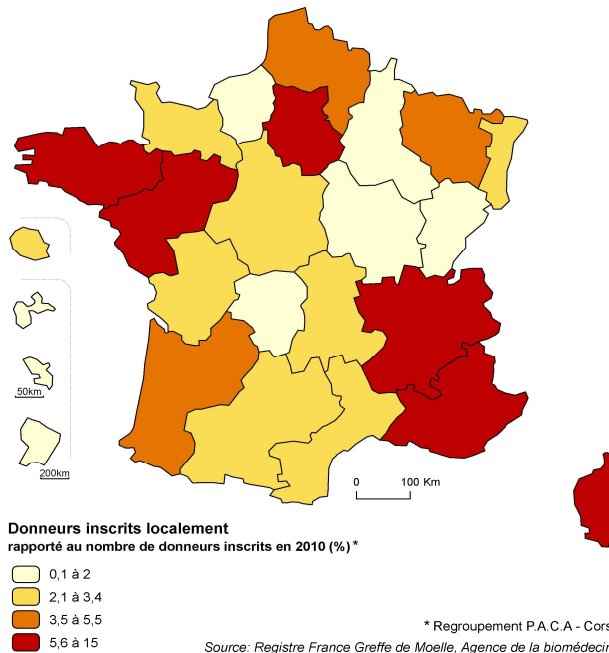 50km
200km
0 100 Km
Donneurs inscrits localement
rapporté au nombre de donneurs inscrits en 2010 (%) *
0,1 à 2
2,1 à 3,4
3,5 à 5,5
5,6 à 15
* Regroupement P.A.C.A - Cors
Source: Registre France Greffe de Moelle, Agence de la biomédecin